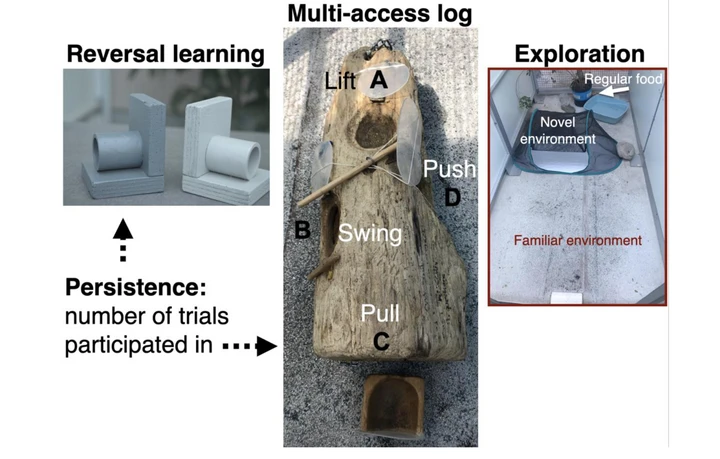 Multi-access log
Reversal learning
Exploration
Lift A
Regular food
Novel
environment
Push
D
B
Swing
Familiar environment
Persistence:
number of trials
participated in
Pull
C